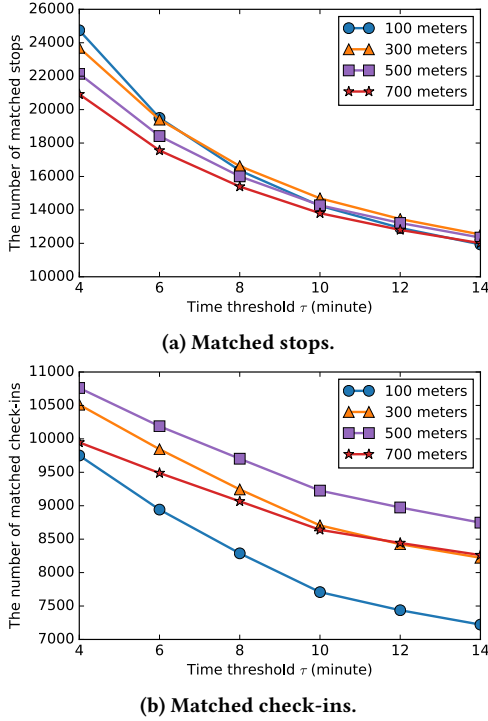 26000
24000
22000
20000
18000
16000
14000
12000
10000
The number of matched stops
100 meters
300 meters
500 meters
700 meters
4 6 8 10 12 14
Time threshold τ (minute)
(a) Matched stops.
11000
10500
10000
9500
9000
8500
8000
7500
7000
The number of matched check-ins
100 meters
300 meters
500 meters
700 meters
4 6 8 10 12 14
Time threshold τ (minute)
(b) Matched check-ins.